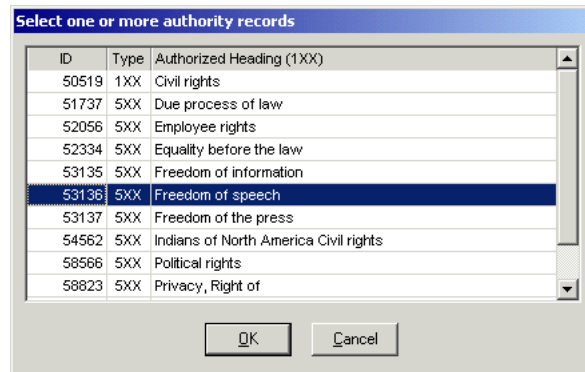 Select one or more authority records
ID Type Authorized Heading (1XX)
50519 1XX Civil rights
51737 5XX Due process of law
52056 5XX Employee rights
52334 5XX Equality before the law
53135 5XX Freedom of information
53136 5XX Freedom of speech
53137 5XX Freedom of the press
54562 5XX Indians of North America Civil rights
58566 5XX Political rights
58823 5XX Privacy, Right of
OK Cancel